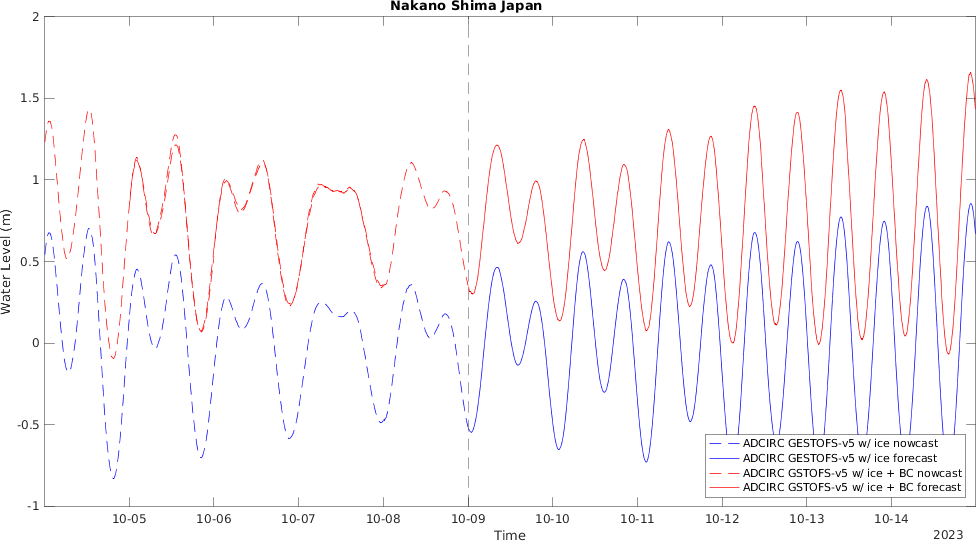 Nakano Shima Japan
2
1.5
1
0.5
0
-0.5
-1
Water Level (m)
10-05 10-06 10-07 10-08 10-09 10-10 10-11 10-12 10-13 10-14
Time
2023
ADCIRC GESTOFS-v5 w/ ice nowcast
ADCIRC GESTOFS-v5 w/ ice forecast
ADCIRC GSTOFS-v5 w/ ice + BC nowcast
ADCIRC GSTOFS-v5 w/ ice + BC forecast